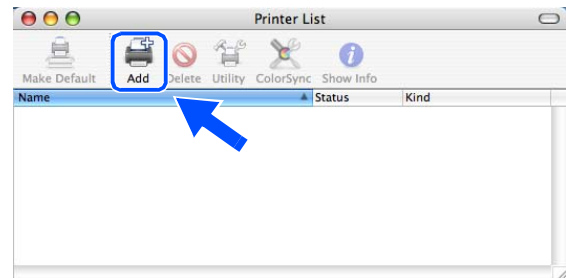 Printer List
Make Default Add Delete Utility ColorSync Show Info
Name Status Kind